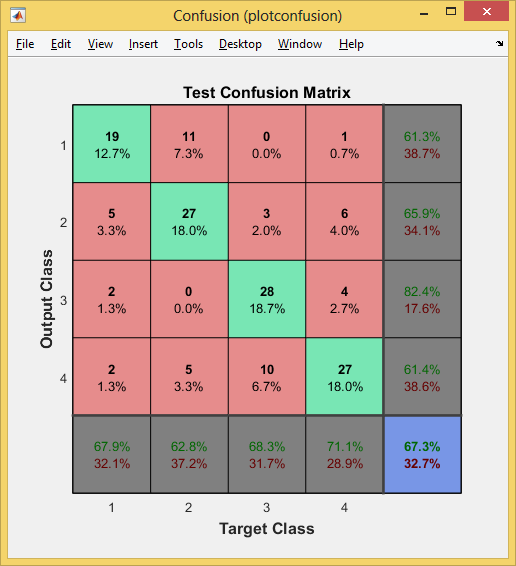 Confusion (plotconfusion)
File Edit View Insert Tools Desktop Window Help
Test Confusion Matrix
1 19 11 0 1 61.3%
12.7% 7.3% 0.0% 0.7% 38.7%
2 5 27 3 6 65.9%
3.3% 18.0% 2.0% 4.0% 34.1%
3 2 0 28 4 82.4%
1.3% 0.0% 18.7% 2.7% 17.6%
4 2 5 10 27 61.4%
1.3% 3.3% 6.7% 18.0% 38.6%
67.9% 62.8% 68.3% 71.1% 67.3%
32.1% 37.2% 31.7% 28.9% 32.7%
1 2 3 4
Target Class
Output Class